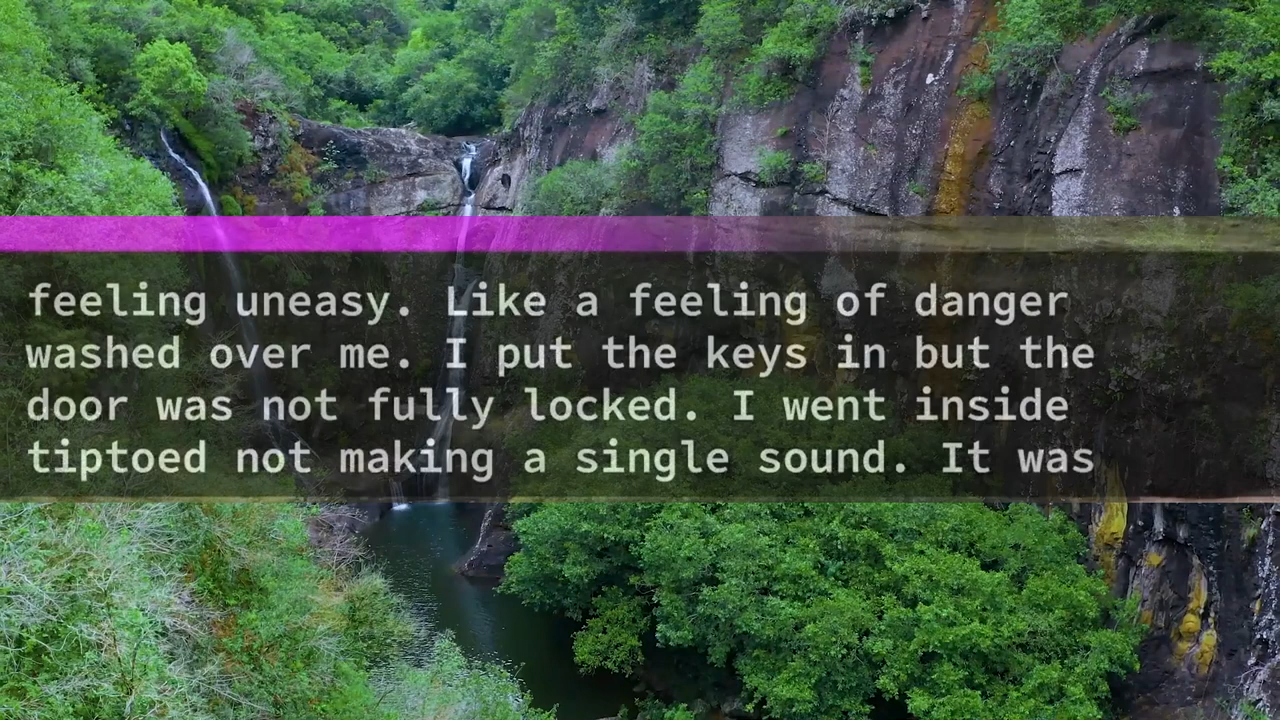 feeling uneasy. Like a feeling of danger
washed over me. I put the keys in but the
door was not fully locked. I went inside
tiptoed not making a single sound. It was